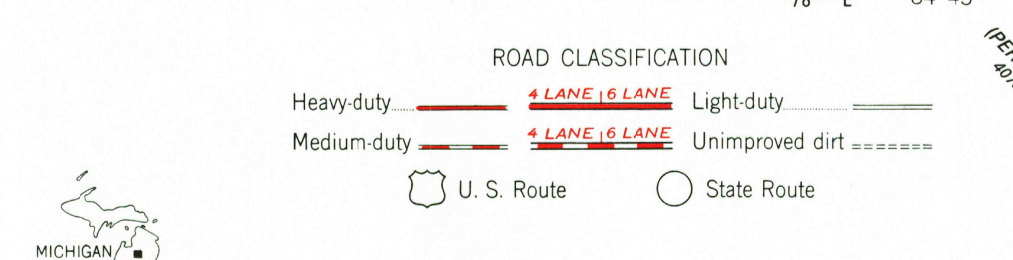 ROAD CLASSIFICATION
Heavy-duty 4 LANE 6 LANE Light-duty
Medium-duty 4 LANE 6 LANE Unimproved dirt
U. S. Route State Route
MICHIGAN